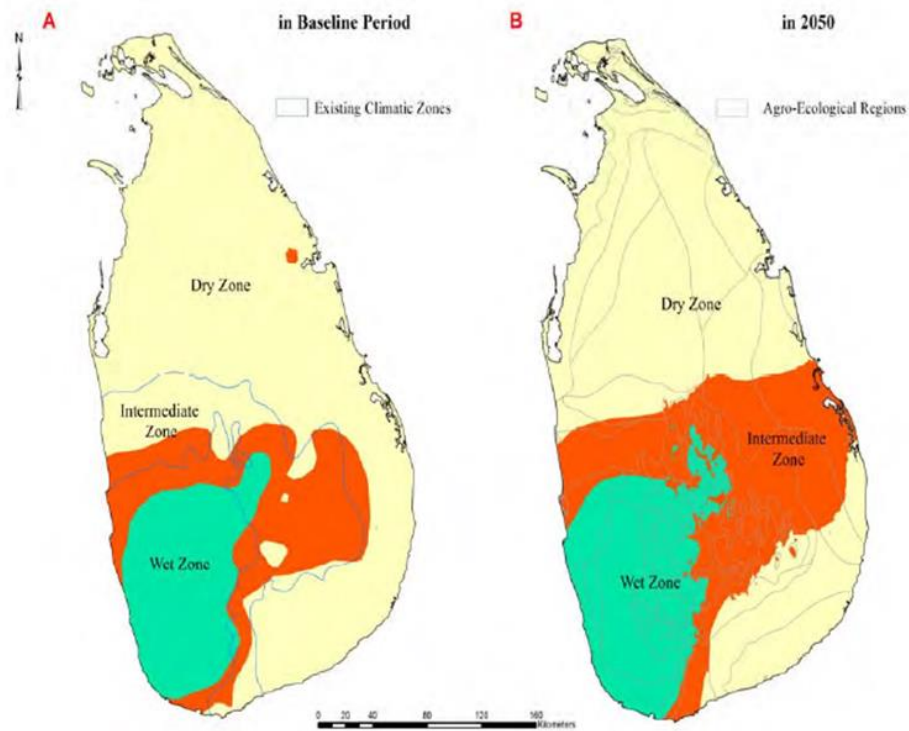 A
in Baseline Period
N
Existing Climatic Zones
Dry Zone
Intermediate
Zone
Wet Zone
B
in 2050
Agro-Ecological Regions
Dry Zone
Intermediate
Zone
Wet Zone
0 20 40 80 120 160
Kilometers